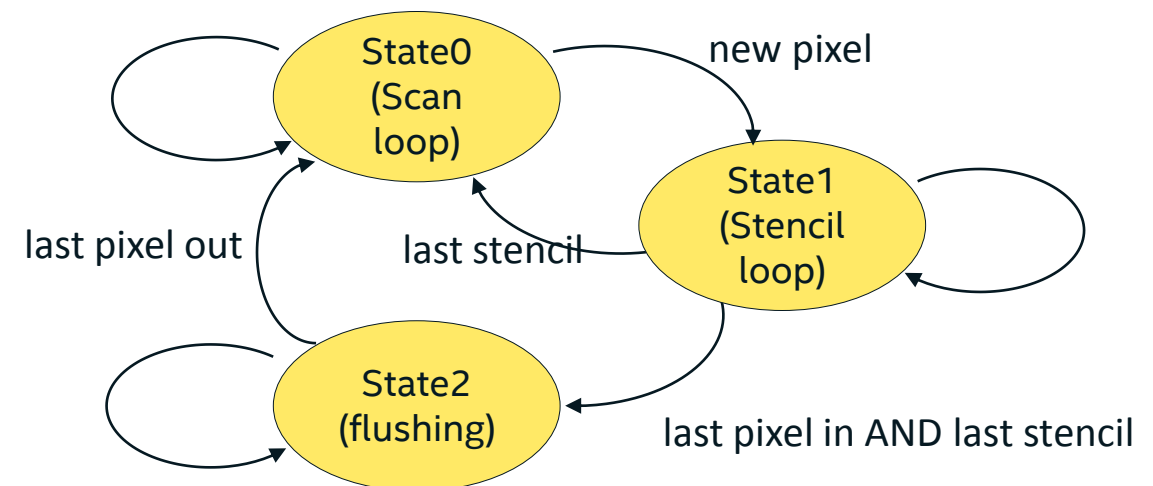 State0
(Scan
loop)
new pixel
State1
(Stencil
loop)
last pixel out
last stencil
State2
(flushing)
last pixel in AND last stencil